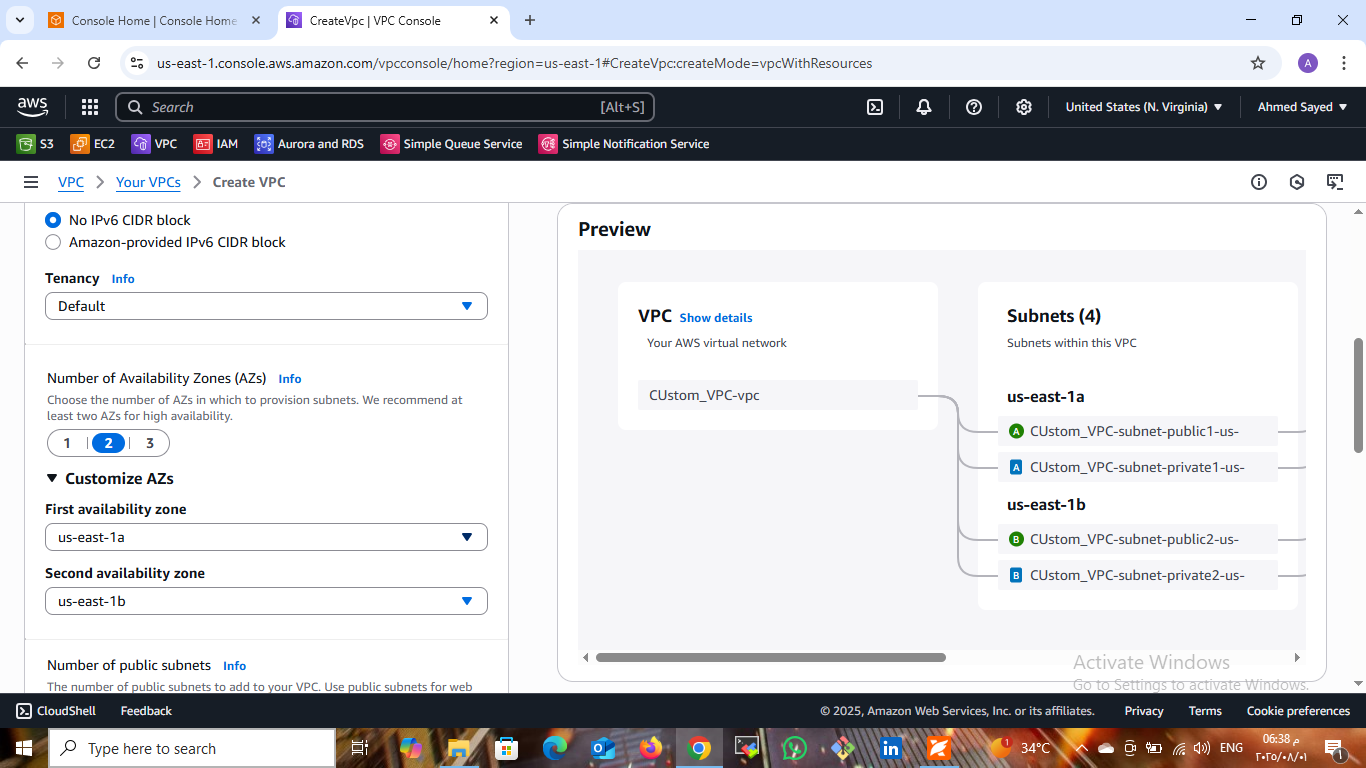 Console Home | Console Home
CreateVpc | VPC Console
us-east-1.console.aws.amazon.com/vpcconsole/home?region=us-east-1#CreateVpc:createMode=vpcWithResources
A
aws
Search
[Alt+S]
United States (N. Virginia)
Ahmed Sayed
S3
EC2
VPC
IAM
Aurora and RDS
Simple Queue Service
Simple Notification Service
VPC
Your VPCs
Create VPC
No IPv6 CIDR block
Amazon-provided IPv6 CIDR block
Tenancy Info
Default
Number of Availability Zones (AZs) Info
Choose the number of AZs in which to provision subnets. We recommend at
least two AZs for high availability.
1 2 3
Customize AZs
First availability zone
us-east-1a
Second availability zone
us-east-1b
Number of public subnets Info
The number of public subnets to add to your VPC. Use public subnets for web
Preview
VPC Show details
Your AWS virtual network
CUstom_VPC-vpc
Subnets (4)
Subnets within this VPC
us-east-1a
A CUstom_VPC-subnet-public1-us-
A CUstom_VPC-subnet-private1-us-
us-east-1b
B CUstom_VPC-subnet-public2-us-
B CUstom_VPC-subnet-private2-us-
Activate Windows
Go to Settings to activate Windows.
CloudShell
Feedback
© 2025, Amazon Web Services, Inc. or its affiliates.
Privacy
Terms
Cookie preferences
Type here to search
1
34°C
ENG
06:38 م
٢٠٢٥/٠٨/٠١
1